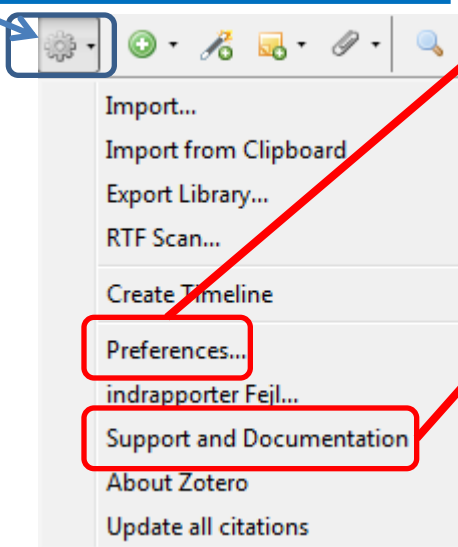 Import...
Import from Clipboard
Export Library...
RTF Scan...
Create Timeline
Preferences...
indrapporter Fejl...
Support and Documentation
About Zotero
Update all citations